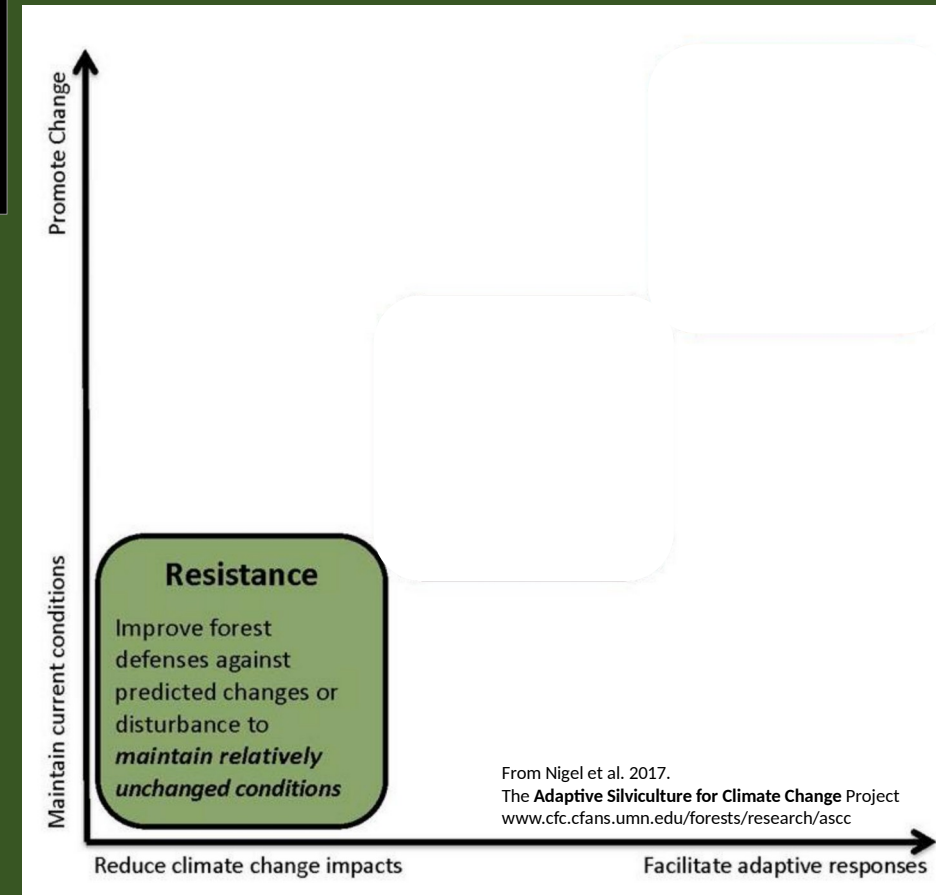 Promote Change
Maintain current conditions
Resistance
Improve forest
defenses against
predicted changes or
disturbance to
maintain relatively
unchanged conditions
From Nigel et al. 2017.
The Adaptive Silviculture for Climate Change Project
www.cfc.cfans.umn.edu/forests/research/ascc
Reduce climate change impacts
Facilitate adaptive responses